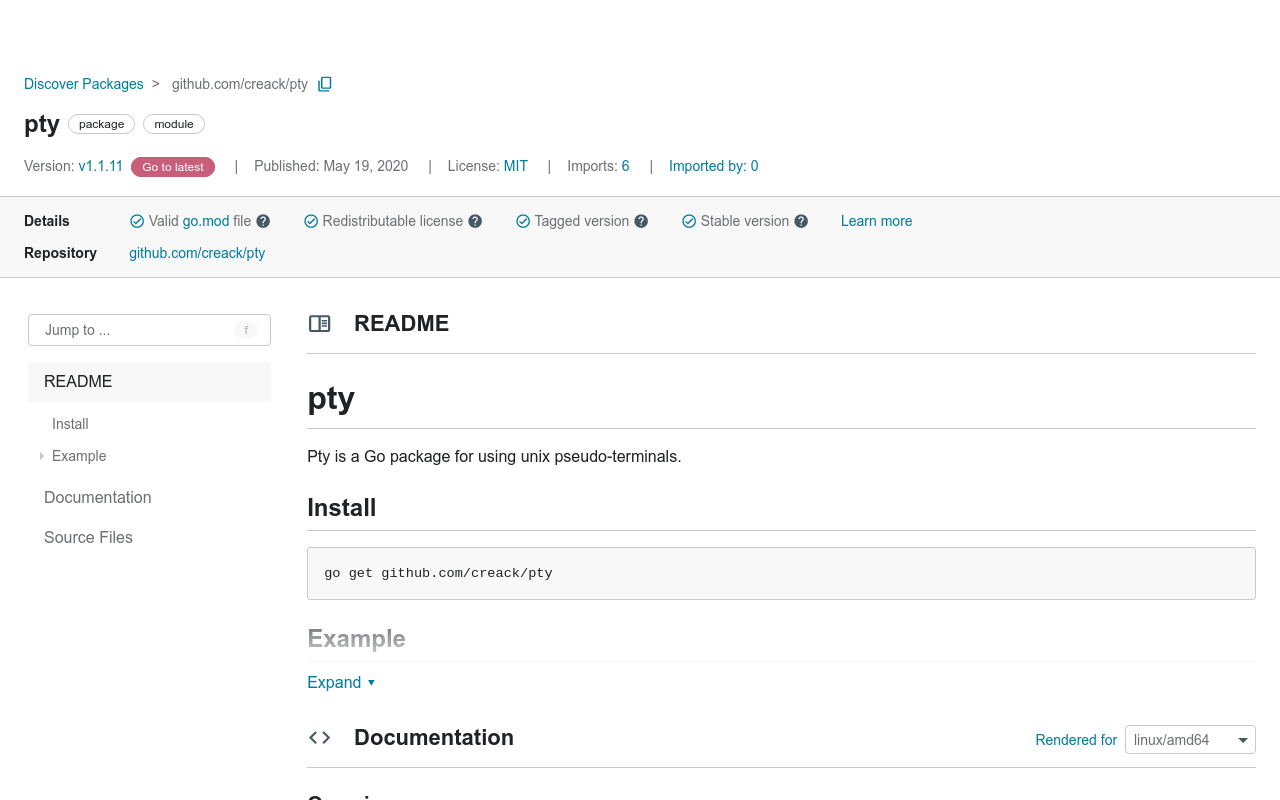 Discover Packages > github.com/creack/pty
pty package module
Version: v1.1.11 Go to latest | Published: May 19, 2020 | License: MIT | Imports: 6 | Imported by: 0
Details Valid go.mod file ? Redistributable license ? Tagged version ? Stable version ? Learn more
Repository github.com/creack/pty
Jump to ... f
README
Install
Example
Documentation
Source Files
README
pty
Pty is a Go package for using unix pseudo-terminals.
Install
go get github.com/creack/pty
Example
Expand ▾
Documentation Rendered for linux/amd64